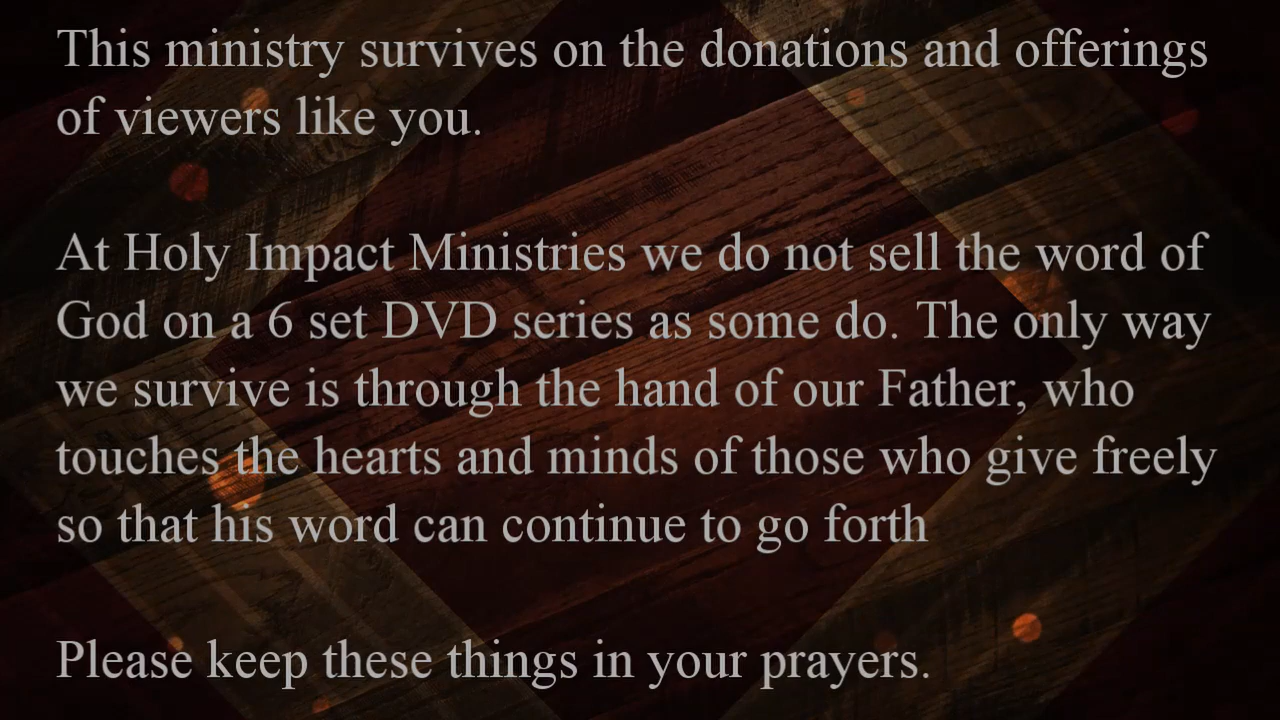 This ministry survives on the donations and offerings
of viewers like you.
At Holy Impact Ministries we do not sell the word of
God on a 6 set DVD series as some do. The only way
we survive is through the hand of our Father, who
touches the hearts and minds of those who give freely
so that his word can continue to go forth
Please keep these things in your prayers.